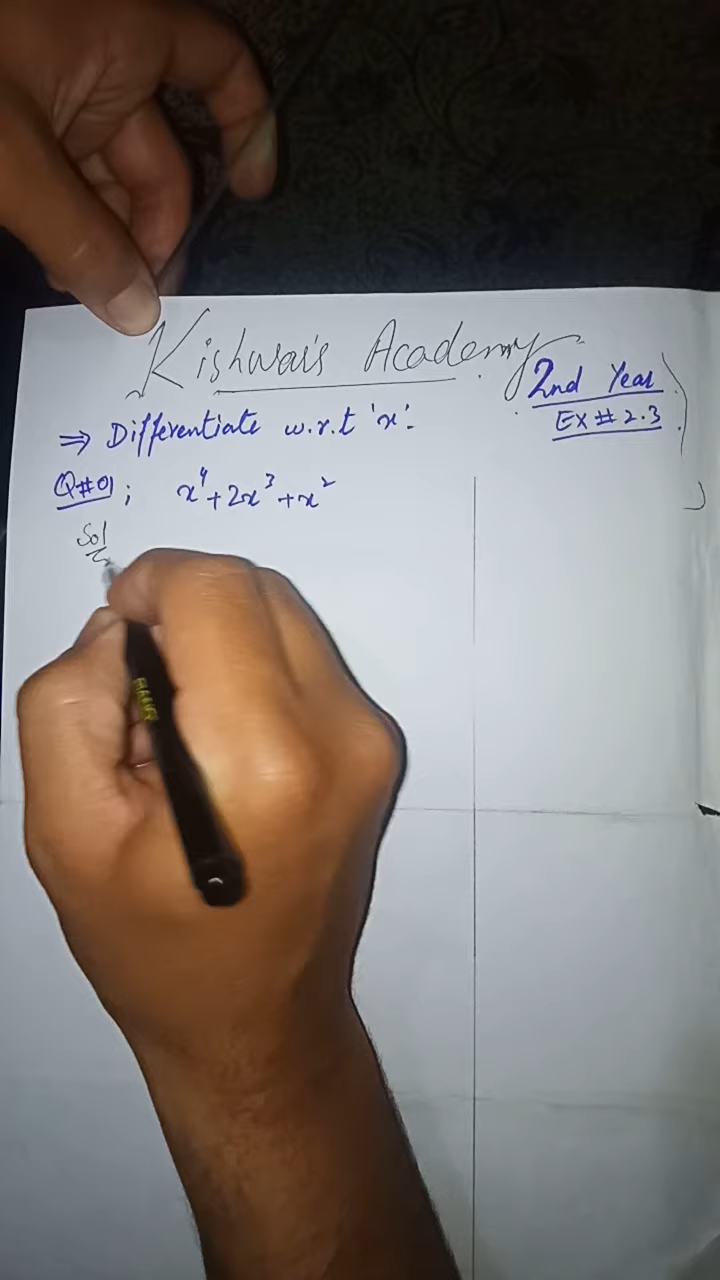 Kishwar's Academy
2nd Year
EX # 2.3
⇒ Differentiate w.r.t 'x'.
Q#01; x⁴+2x³+x²
Sol